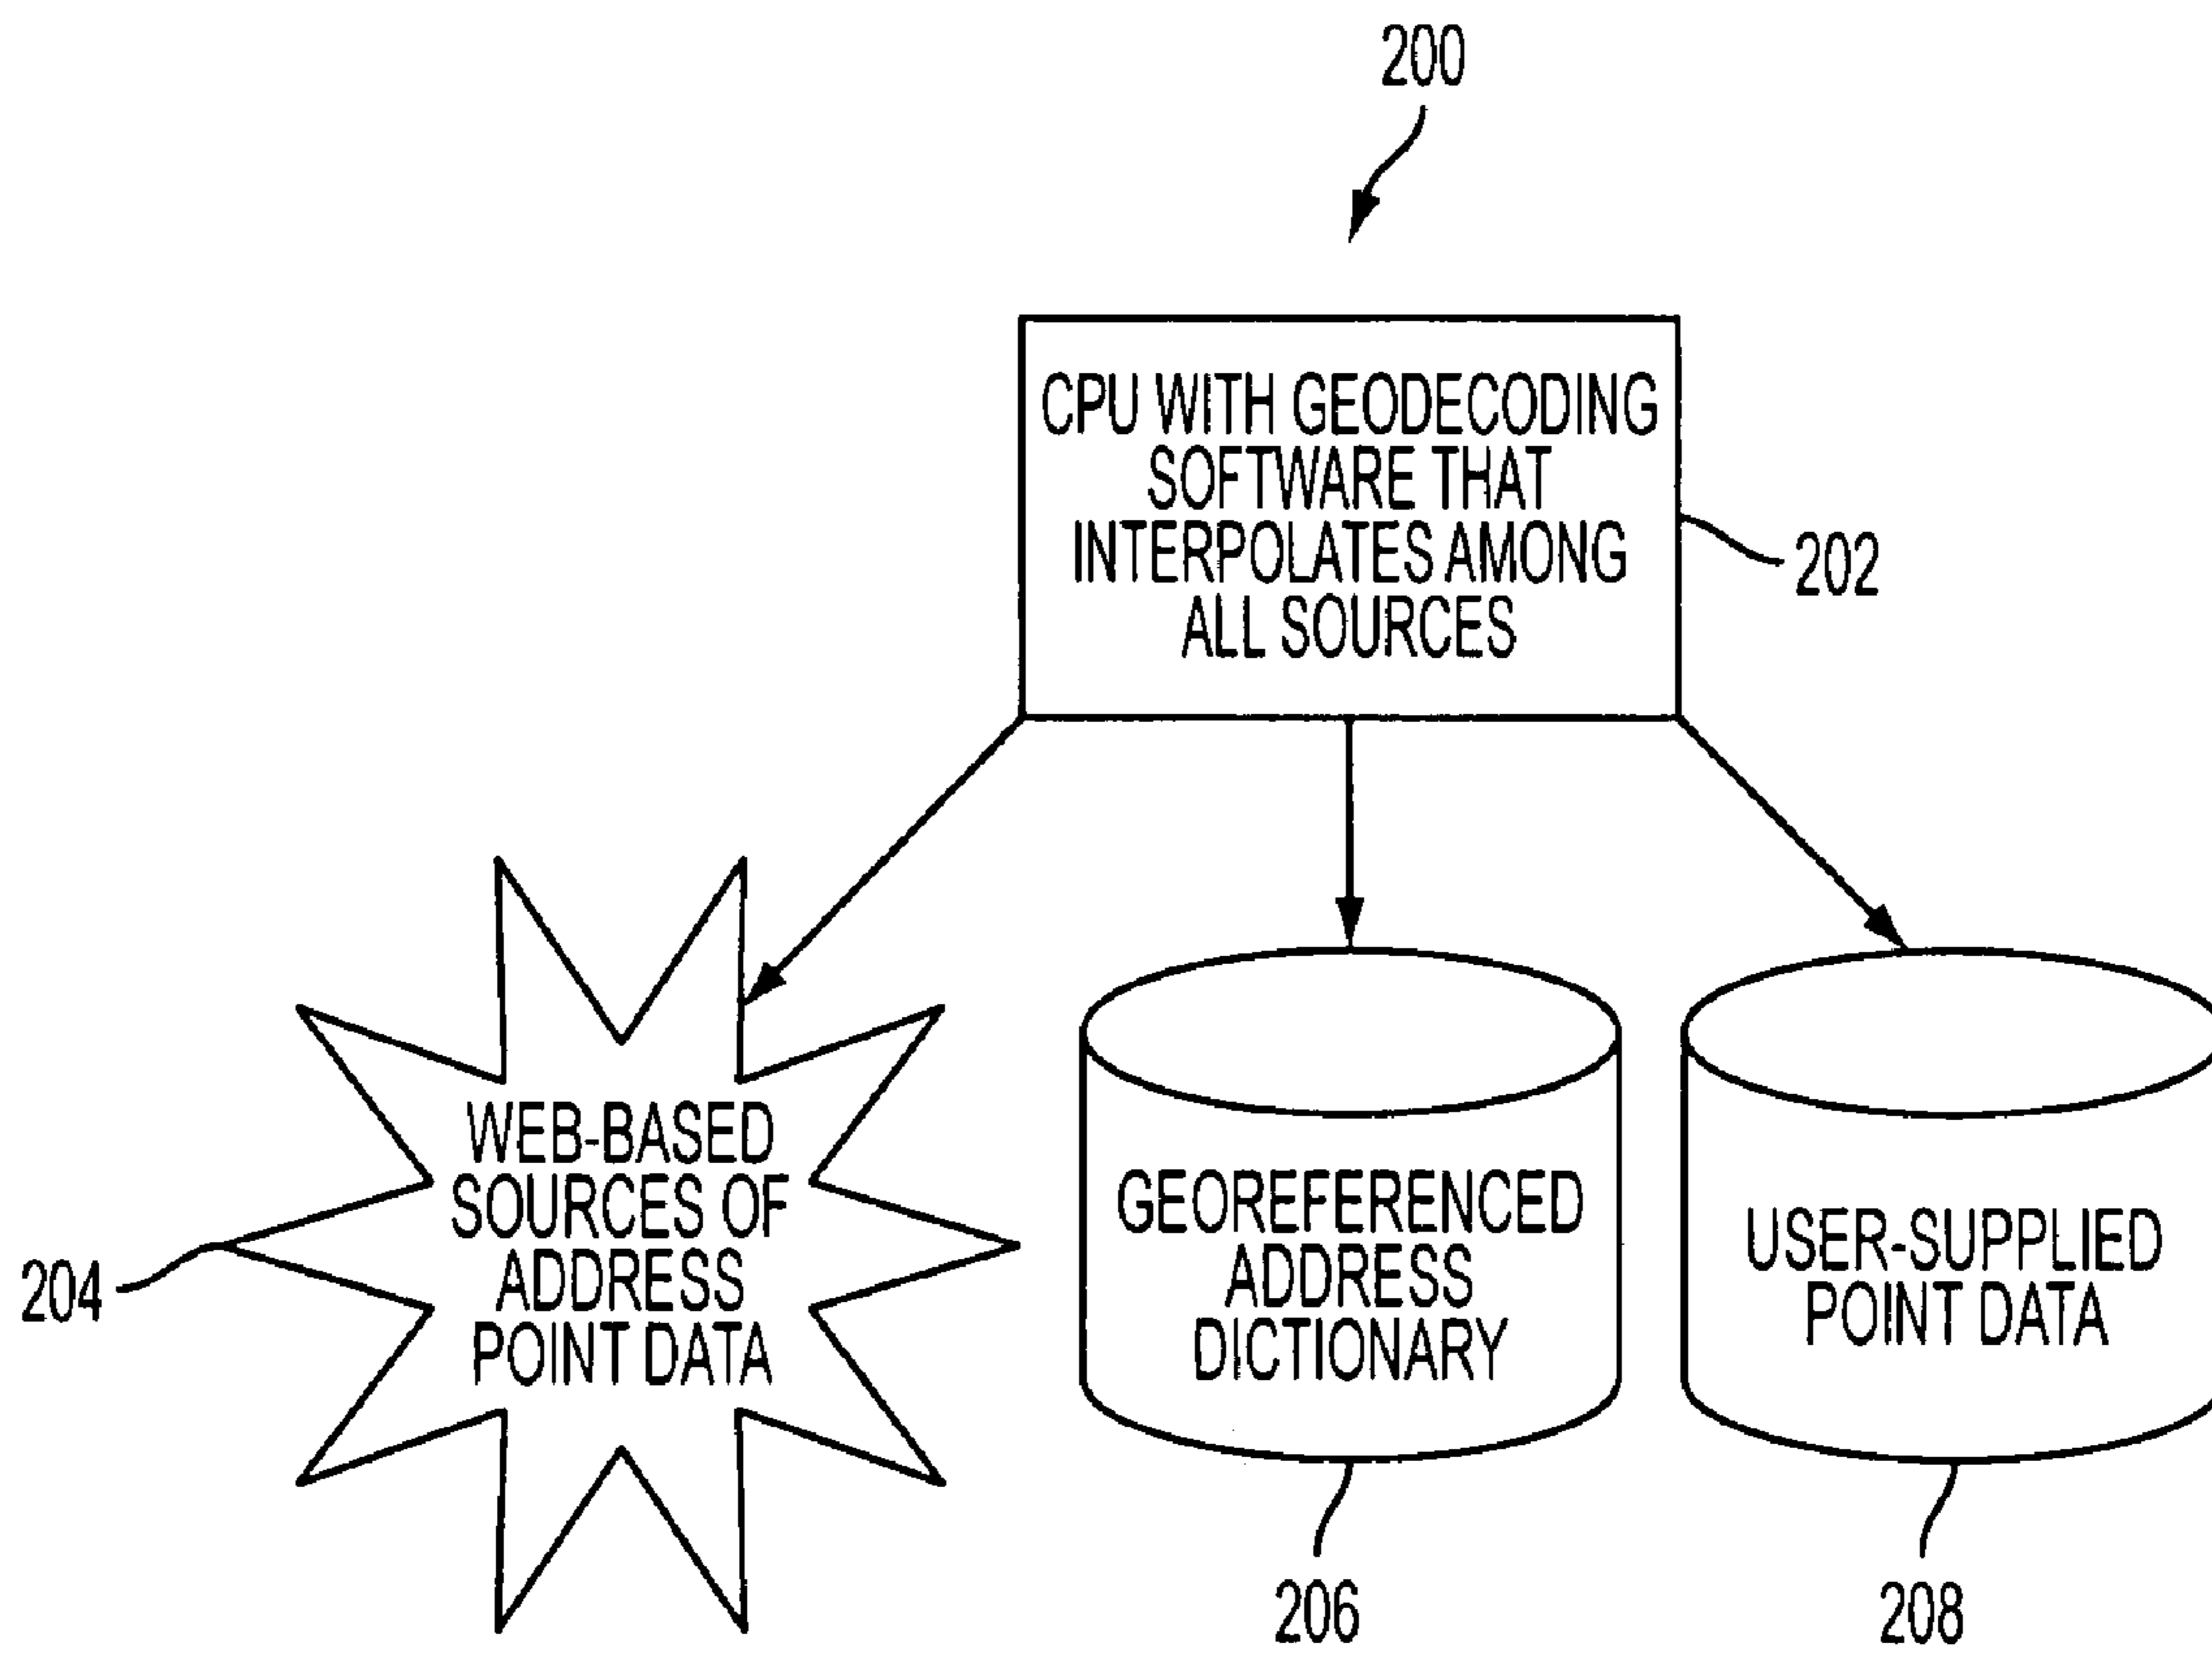 200
CPU WITH GEODECODING
SOFTWARE THAT
INTERPOLATES AMONG
ALL SOURCES
202
WEB-BASED
SOURCES OF
ADDRESS
POINT DATA
204
GEOREFERENCED
ADDRESS
DICTIONARY
206
USER-SUPPLIED
POINT DATA
208